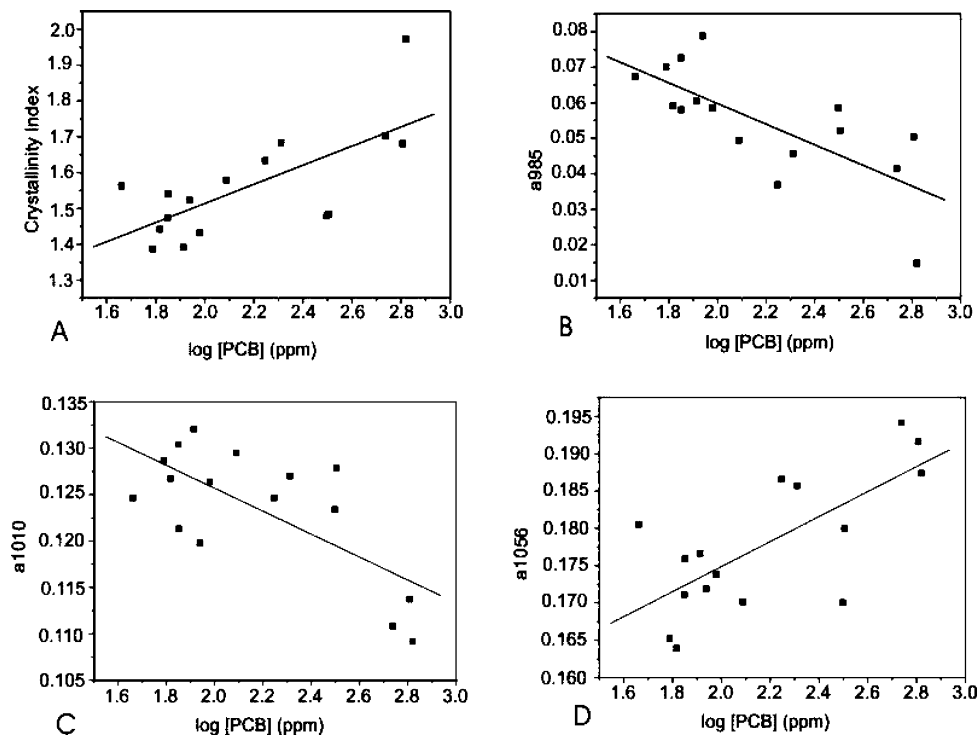 Crystallinity Index
2.0
1.9
1.8
1.7
1.6
1.5
1.4
1.3
1.6 1.8 2.0 2.2 2.4 2.6 2.8 3.0
A
log [PCB] (ppm)
a985
0.08
0.07
0.06
0.05
0.04
0.03
0.02
0.01
1.6 1.8 2.0 2.2 2.4 2.6 2.8 3.0
B
log [PCB] (ppm)
a1010
0.135
0.130
0.125
0.120
0.115
0.110
0.105
1.6 1.8 2.0 2.2 2.4 2.6 2.8 3.0
C
log [PCB] (ppm)
a1056
0.195
0.190
0.185
0.180
0.175
0.170
0.165
0.160
1.6 1.8 2.0 2.2 2.4 2.6 2.8 3.0
D
log [PCB] (ppm)